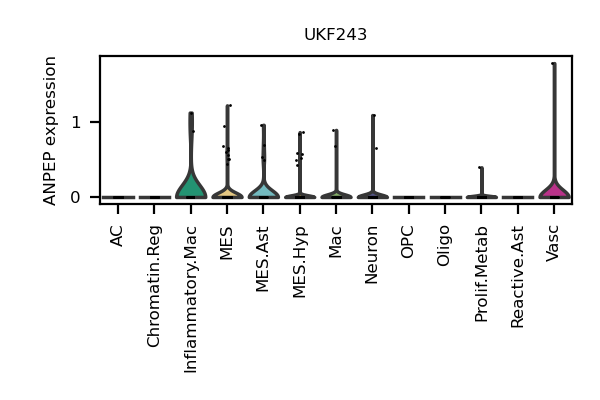 UKF243
ANPEP expression
1
0
AC
Chromatin.Reg
Inflammatory.Mac
MES
MES.Ast
MES.Hyp
Mac
Neuron
OPC
Oligo
Prolif.Metab
Reactive.Ast
Vasc